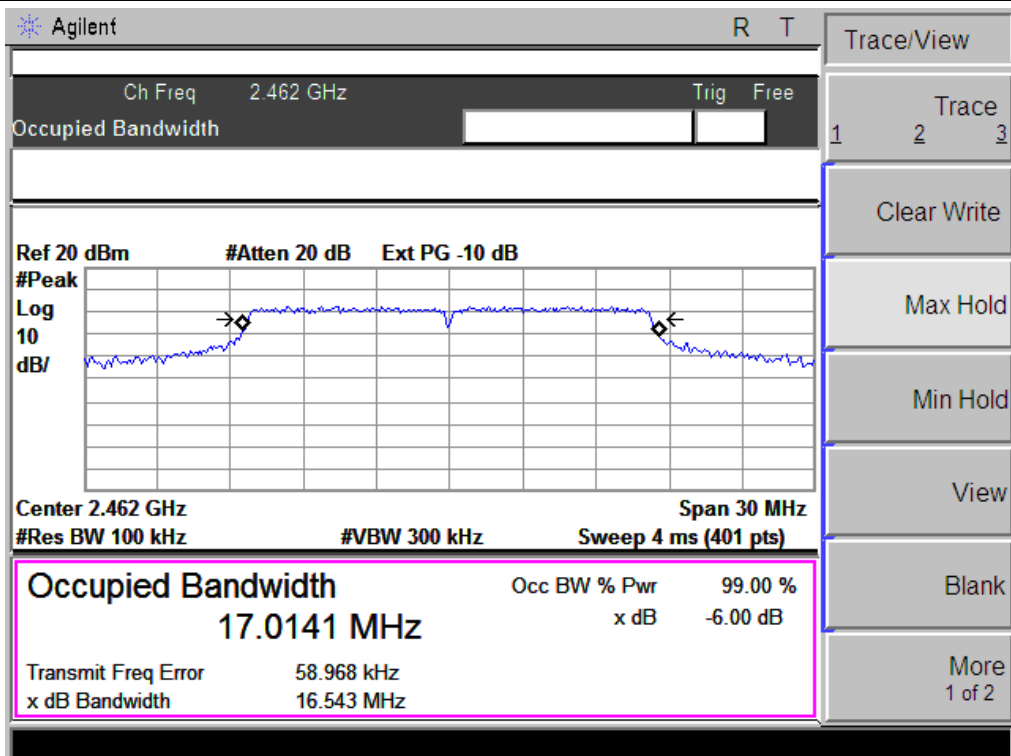 Agilent R T
Trace/View
Ch Freq 2.462 GHz Trig Free
Occupied Bandwidth
Trace
1 2 3
Clear Write
Ref 20 dBm #Atten 20 dB Ext PG -10 dB
#Peak
Log
10
dB/
Max Hold
Min Hold
Center 2.462 GHz Span 30 MHz
#Res BW 100 kHz #VBW 300 kHz Sweep 4 ms (401 pts)
View
Occupied Bandwidth Occ BW % Pwr 99.00 %
17.0141 MHz x dB -6.00 dB
Transmit Freq Error 58.968 kHz
x dB Bandwidth 16.543 MHz
Blank
More
1 of 2